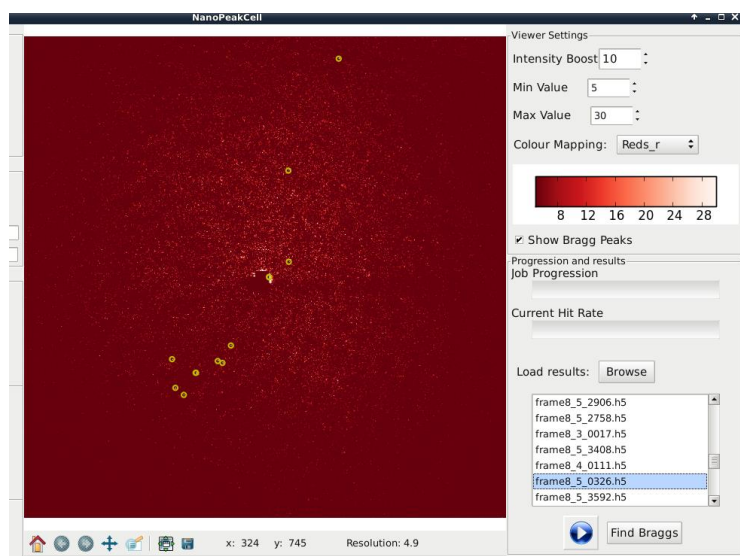 NanoPeakCell
Viewer Settings
Intensity Boost 10
Min Value 5
Max Value 30
Colour Mapping: Reds_r
8 12 16 20 24 28
Show Bragg Peaks
Progression and results
Job Progression
Current Hit Rate
Load results: Browse
frame8_5_2906.h5
frame8_5_2758.h5
frame8_3_0017.h5
frame8_5_3408.h5
frame8_4_0111.h5
frame8_5_0326.h5
frame8_5_3592.h5
Find Braggs
x: 324 y: 745 Resolution: 4.9